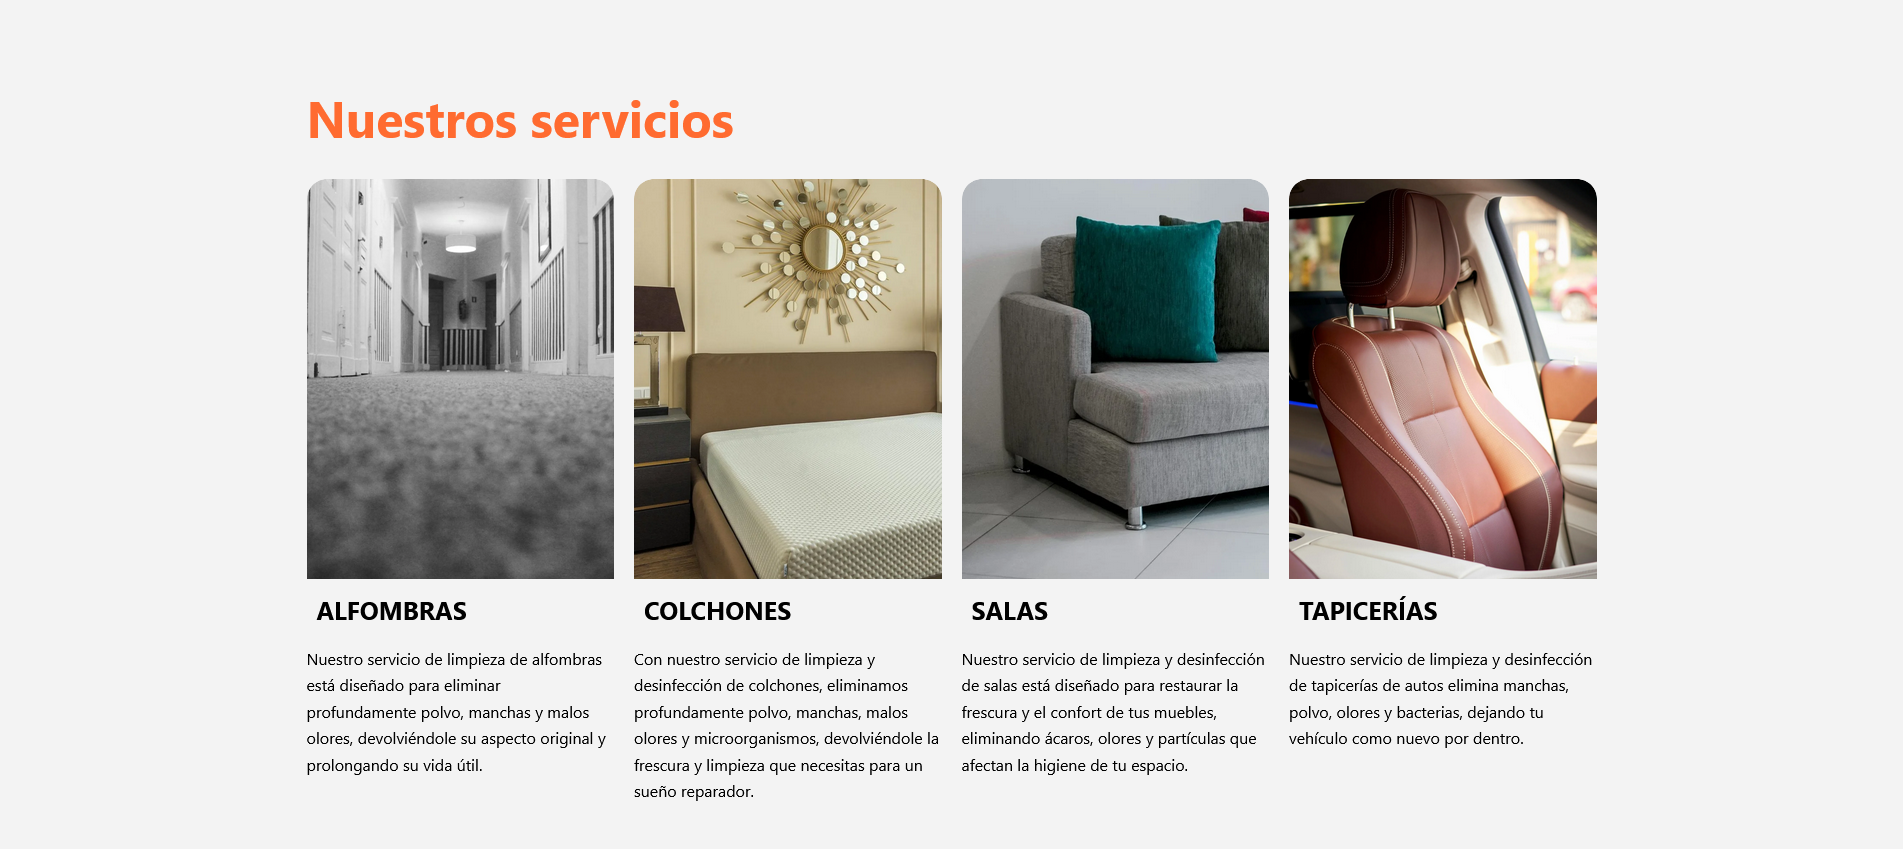 Nuestros servicios
ALFOMBRAS
Nuestro servicio de limpieza de alfombras
está diseñado para eliminar
profundamente polvo, manchas y malos
olores, devolviéndole su aspecto original y
prolongando su vida útil.
COLCHONES
Con nuestro servicio de limpieza y
desinfección de colchones, eliminamos
profundamente polvo, manchas, malos
olores y microorganismos, devolviéndole la
frescura y limpieza que necesitas para un
sueño reparador.
SALAS
Nuestro servicio de limpieza y desinfección
de salas está diseñado para restaurar la
frescura y el confort de tus muebles,
eliminando ácaros, olores y partículas que
afectan la higiene de tu espacio.
TAPICERÍAS
Nuestro servicio de limpieza y desinfección
de tapicerías de autos elimina manchas,
polvo, olores y bacterias, dejando tu
vehículo como nuevo por dentro.